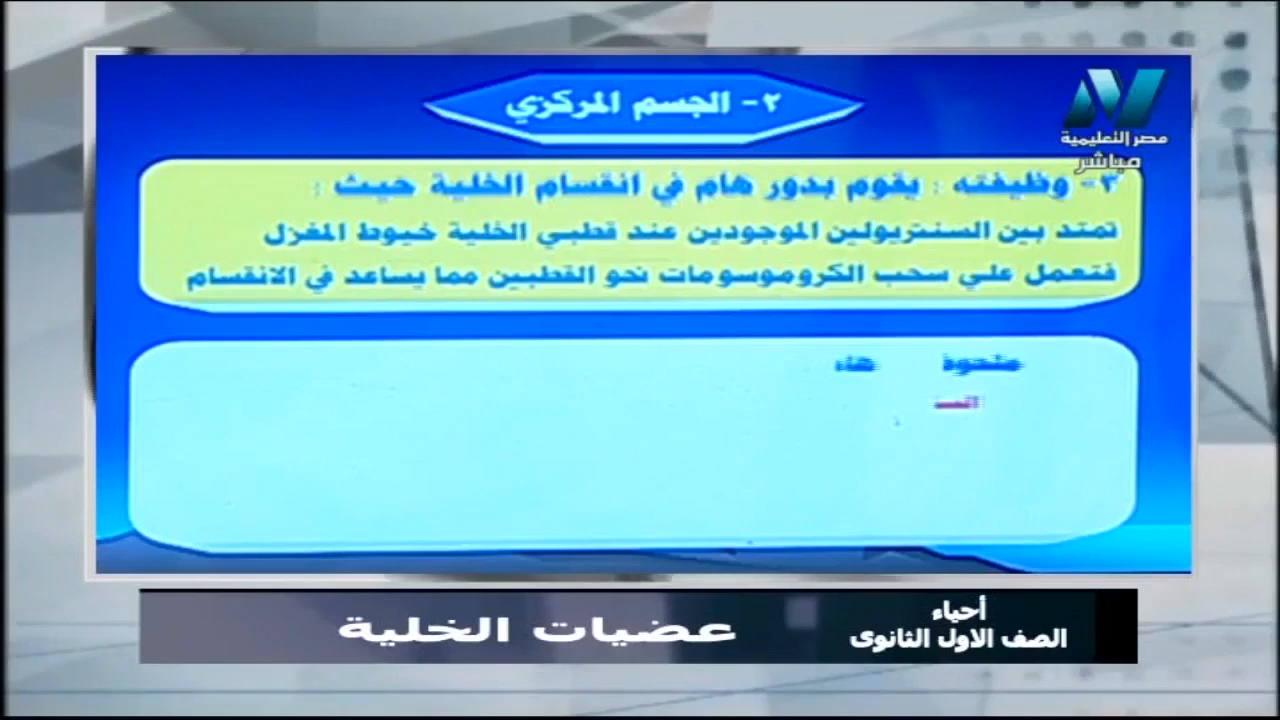 ٢- الجسم المركزي
مصر التعليمية
مباشر
٣- وظيفته : يقوم بدور هام في انقسام الخلية حيث :
تمتد بين السنتريولين الموجودين عند قطبي الخلية خيوط المغزل
فتعمل علي سحب الكروموسومات نحو القطبين مما يساعد في الانقسام
أحياء
الصف الاول الثانوى
عضيات الخلية